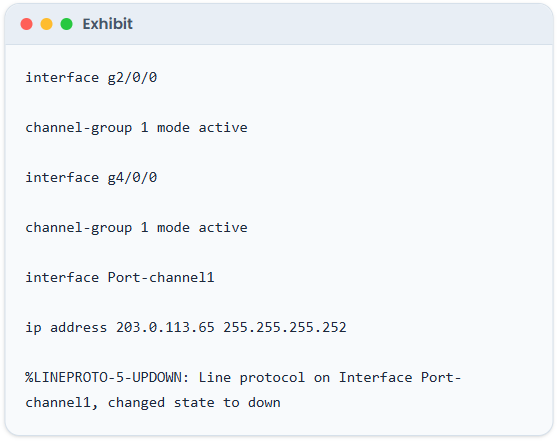 Exhibit
interface g2/0/0
channel-group 1 mode active
interface g4/0/0
channel-group 1 mode active
interface Port-channel1
ip address 203.0.113.65 255.255.255.252
%LINEPROTO-5-UPDOWN: Line protocol on Interface Port-
channel1, changed state to down